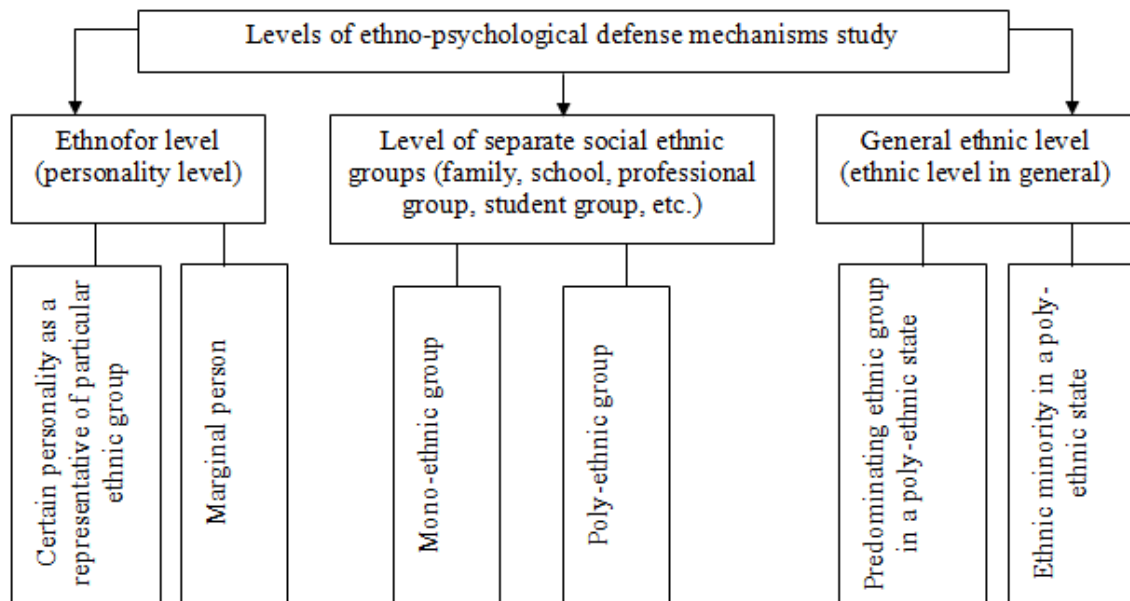 Levels of ethno-psychological defense mechanisms study
Ethnofor level
(personality level)
Level of separate social ethnic
groups (family, school, professional
group, student group, etc.)
General ethnic level
(ethnic level in general)
Certain personality as a
representative of particular
ethnic group
Marginal person
Mono-ethnic group
Poly-ethnic group
Predominating ethnic group
in a poly-ethnic state
Ethnic minority in a poly-
ethnic state